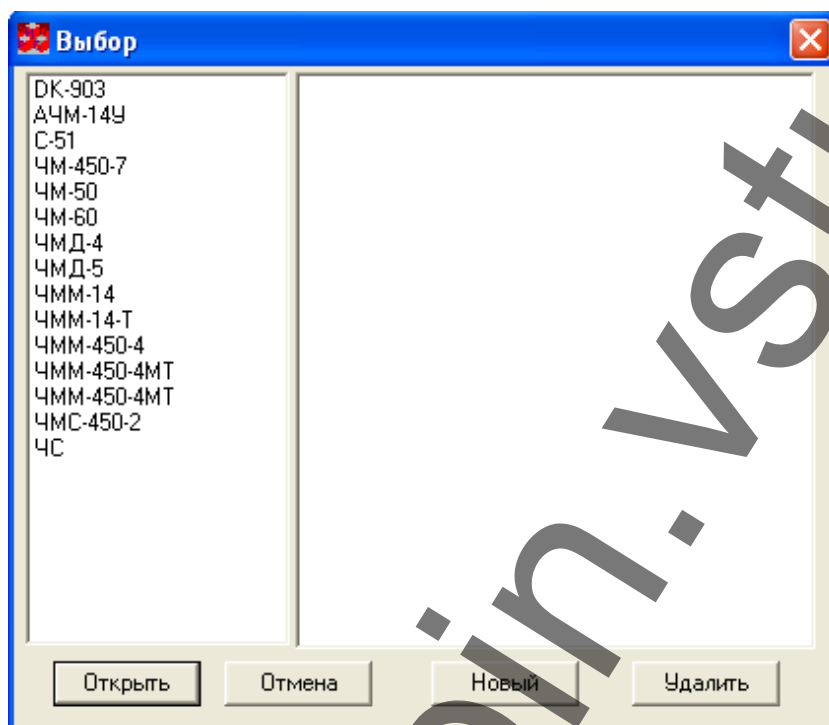 Выбор
DK-903
АЧМ-14У
С-51
ЧМ-450-7
ЧМ-50
ЧМ-60
ЧМД-4
ЧМД-5
ЧММ-14
ЧММ-14-Т
ЧММ-450-4
ЧММ-450-4МТ
ЧММ-450-4МТ
ЧМС-450-2
ЧС
Открыть Отмена Новый Удалить
in.vst